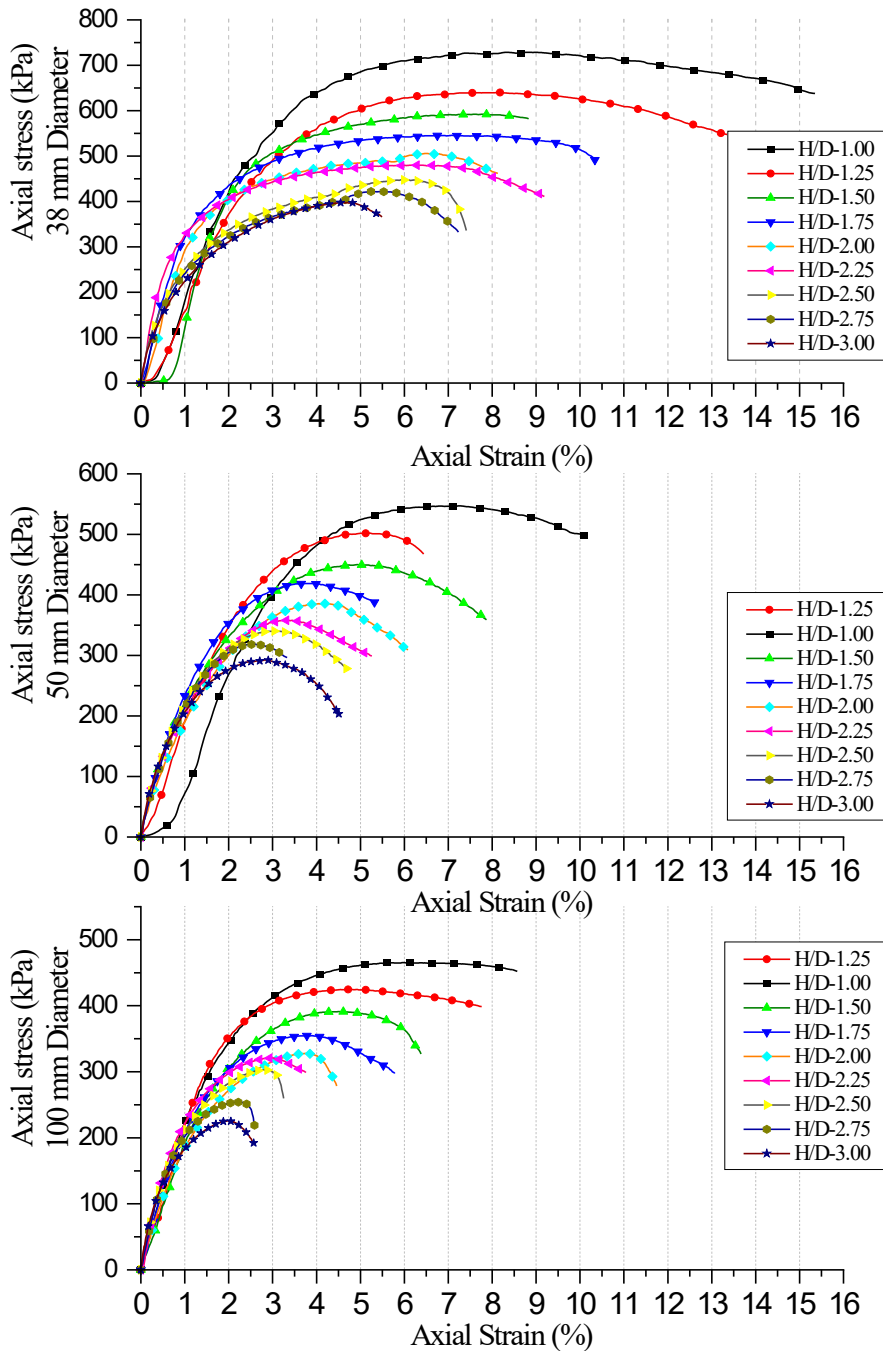 Axial stress (kPa)
38 mm Diameter
800
700
600
500
400
300
200
100
0
H/D-1.00
H/D-1.25
H/D-1.50
H/D-1.75
H/D-2.00
H/D-2.25
H/D-2.50
H/D-2.75
H/D-3.00
0 1 2 3 4 5 6 7 8 9 10 11 12 13 14 15 16
Axial Strain (%)
Axial stress (kPa)
50 mm Diameter
600
500
400
300
200
100
0
H/D-1.25
H/D-1.00
H/D-1.50
H/D-1.75
H/D-2.00
H/D-2.25
H/D-2.50
H/D-2.75
H/D-3.00
0 1 2 3 4 5 6 7 8 9 10 11 12 13 14 15 16
Axial Strain (%)
Axial stress (kPa)
100 mm Diameter
500
400
300
200
100
0
H/D-1.25
H/D-1.00
H/D-1.50
H/D-1.75
H/D-2.00
H/D-2.25
H/D-2.50
H/D-2.75
H/D-3.00
0 1 2 3 4 5 6 7 8 9 10 11 12 13 14 15 16
Axial Strain (%)